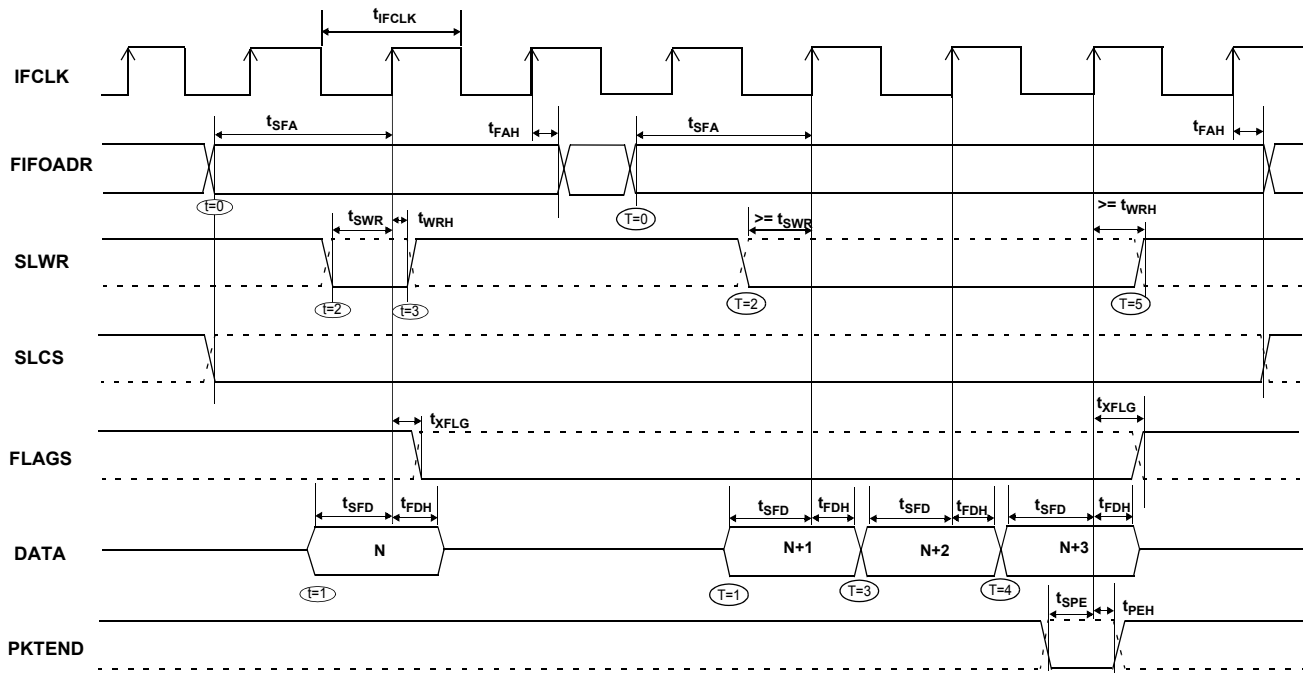 tIFCLK
IFCLK
tSFA
tFAH
tSFA
tFAH
FIFOADR
t=0
T=0
tSWR
tWRH
>= tSWR
>= tWRH
SLWR
t=2
t=3
T=2
T=5
SLCS
tXFLG
tXFLG
FLAGS
tSFD
tFDH
tSFD
tFDH
tSFD
tFDH
tSFD
tFDH
DATA
N
N+1
N+2
N+3
t=1
T=1
T=3
T=4
tSPE
tPEH
PKTEND